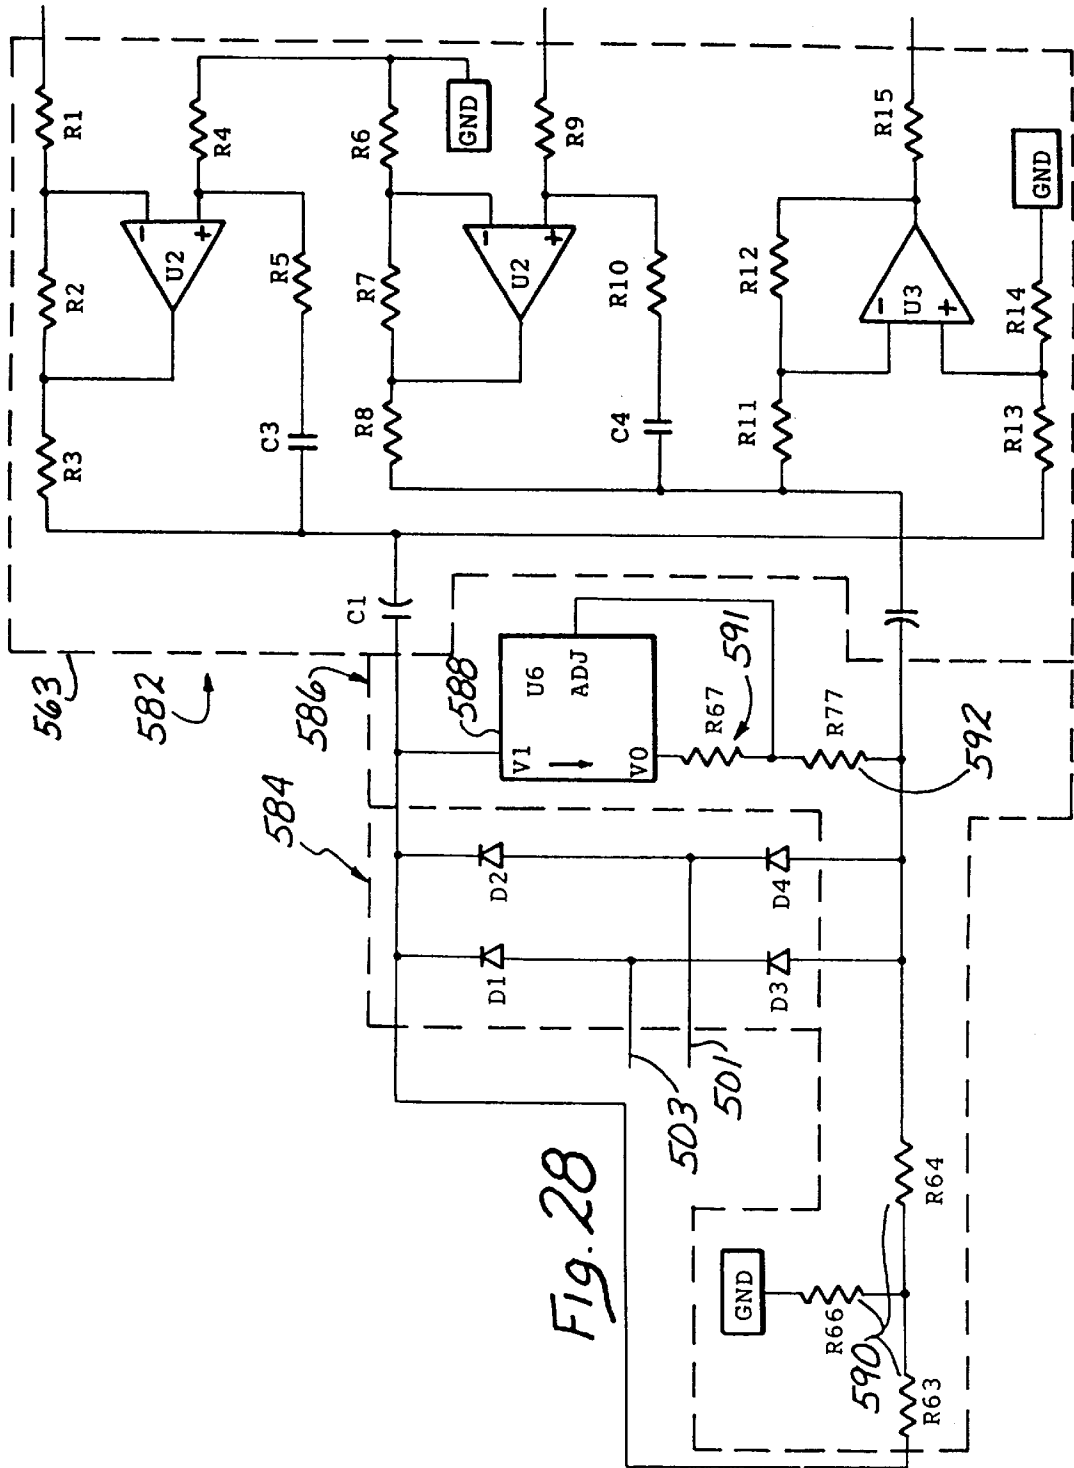 Fig. 28
563
582
586
584
503
501
590
591
592
588
R1
R2
R3
R4
R5
C3
U2
-
+
R6
R7
R8
GND
R9
R10
C4
U2
-
+
R11
R12
R13
R14
GND
R15
U3
-
+
C1
U6
V1
ADJ
VO
R67
R77
D1
D2
D3
D4
R64
R66
R63
GND